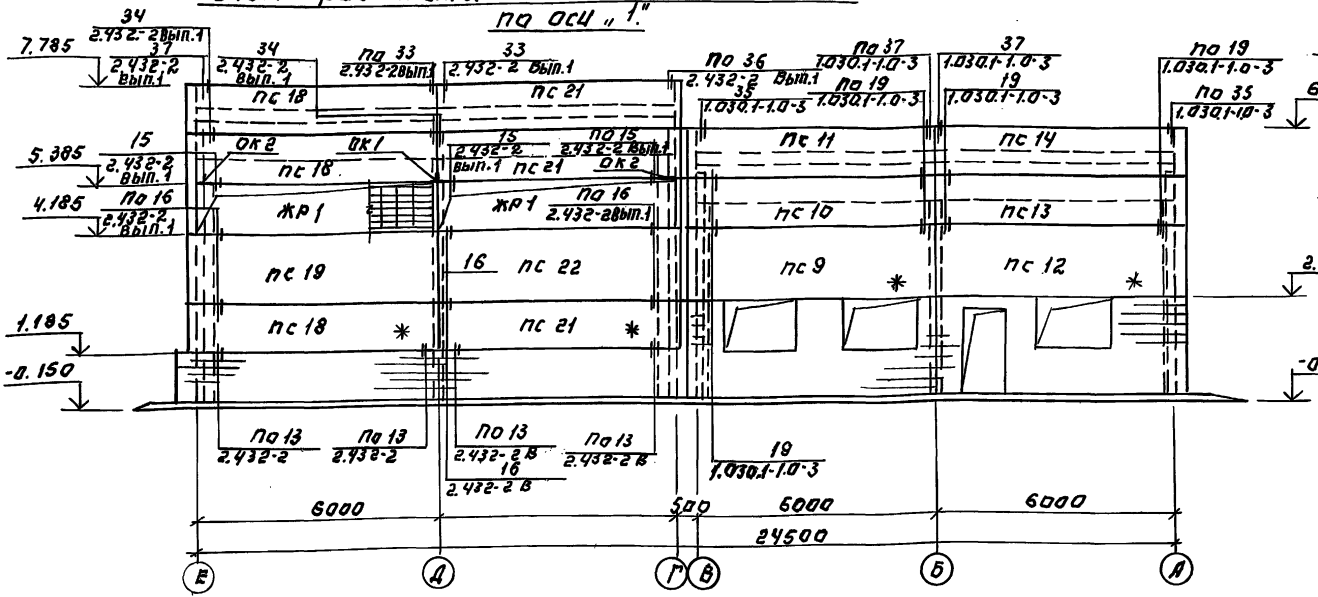 по оси „1."
34
2.432-2 Вып.1
37
2.432-2
Вып.1
7.785
34
2.432-2
Вып.1
по 33
2.432-2 Вып.1
33
2.432-2 Вып.1
по 36
2.432-2 Вып.1
35
1.030.1-1.0-3
по 37
1.030.1-1.0-3
по 19
1.030.1-1.0-3
37
1.030.1-1.0-3
19
1.030.1-1.0-3
по 19
1.030.1-1.0-3
по 35
1.030.1-1.0-3
6
пс 18
пс 21
15
2.432-2
Вып.1
5.385
ОК 2
ОК 1
15
2.432-2
Вып.1
по 15
2.432-2 Вып.1
ОК 2
пс 11
пс 14
пс 18
пс 21
по 16
2.432-2
Вып.1
4.185
жр 1
жр 1
по 16
2.432-2 Вып.1
пс 10
пс 13
пс 19
16
пс 22
пс 9
*
пс 12
*
2.
1.185
пс 18
*
пс 21
*
-0.150
-0
по 13
2.432-2
по 13
2.432-2
по 13
2.432-2 В
16
2.432-2 В
по 13
2.432-2 В
19
1.030.1-1.0-3
6000
500
6000
6000
24500
Е
Д
Г
В
Б
А